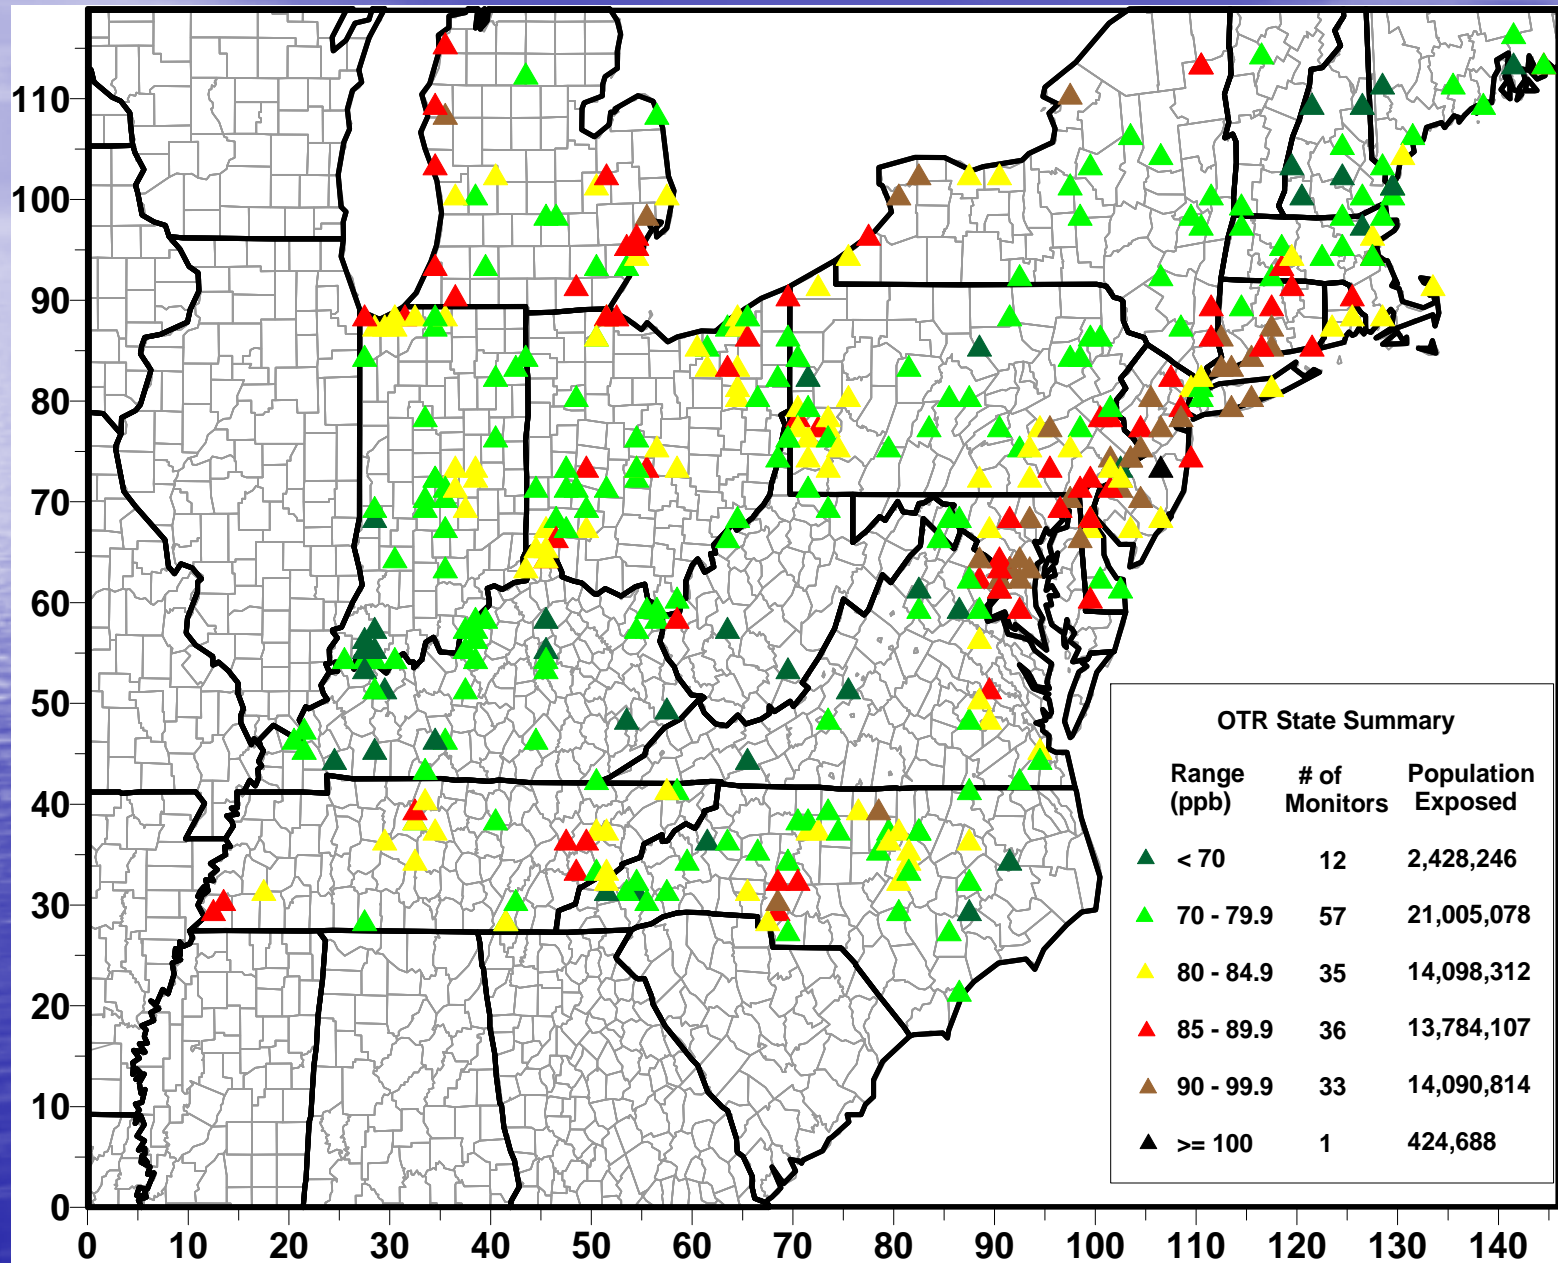 110
100
90
80
70
60
50
40
30
20
10
0
0 10 20 30 40 50 60 70 80 90 100 110 120 130 140
OTR State Summary
Range (ppb) # of Monitors Population Exposed
< 70 12 2,428,246
70 - 79.9 57 21,005,078
80 - 84.9 35 14,098,312
85 - 89.9 36 13,784,107
90 - 99.9 33 14,090,814
>= 100 1 424,688